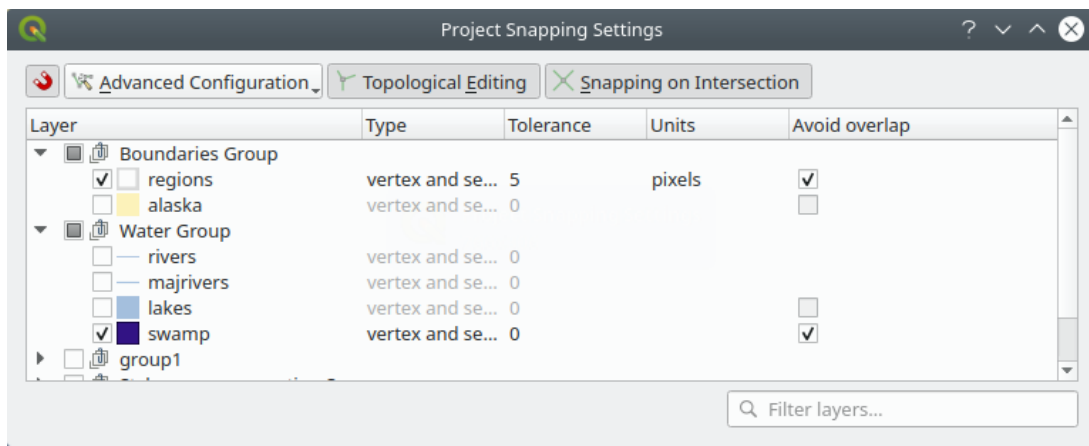 Project Snapping Settings
Advanced Configuration Topological Editing Snapping on Intersection
Layer Type Tolerance Units Avoid overlap
Boundaries Group
regions vertex and se... 5 pixels
alaska vertex and se... 0
Water Group
rivers vertex and se... 0
majrivers vertex and se... 0
lakes vertex and se... 0
swamp vertex and se... 0
group1
Filter layers...